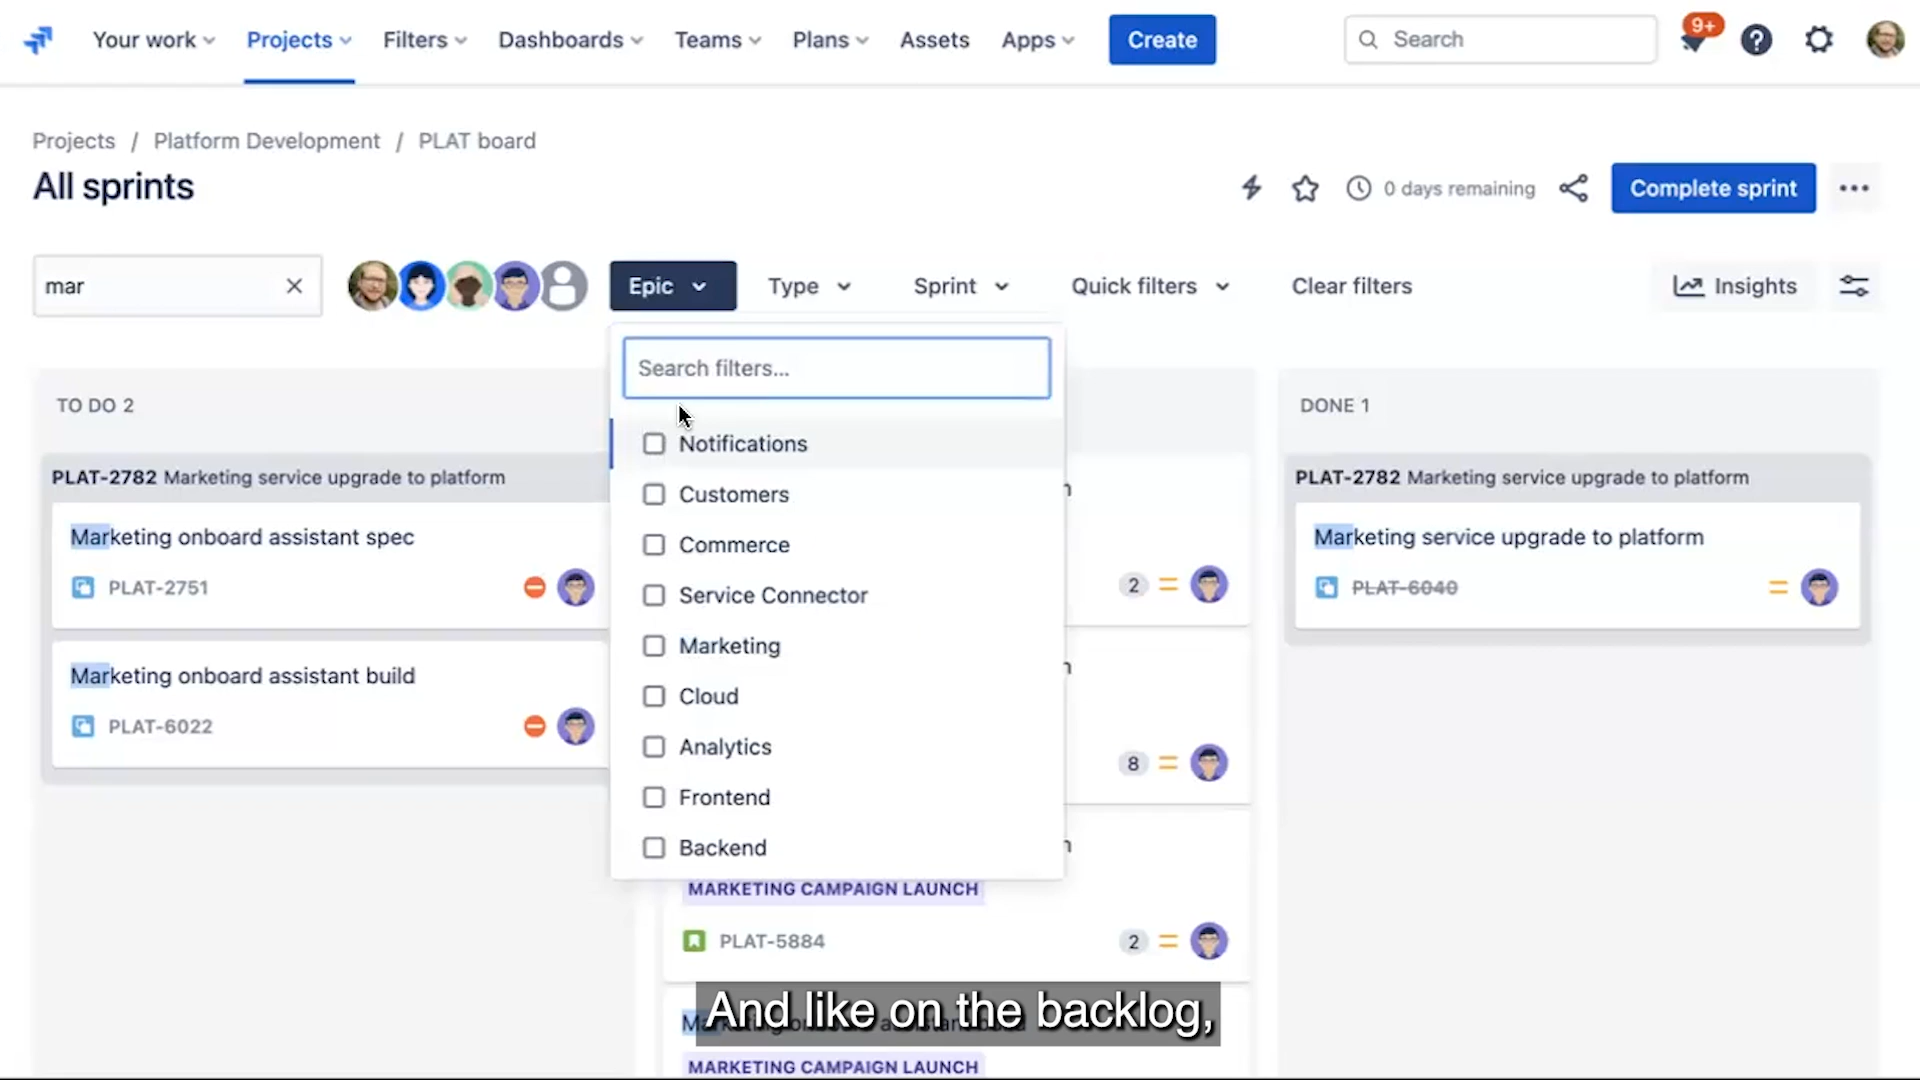 Your work
Projects
Filters
Dashboards
Teams
Plans
Assets
Apps
Create
Search
9+
Projects / Platform Development / PLAT board
All sprints
0 days remaining
Complete sprint
mar
Epic
Type
Sprint
Quick filters
Clear filters
Insights
Search filters...
Notifications
Customers
Commerce
Service Connector
Marketing
Cloud
Analytics
Frontend
Backend
TO DO 2
PLAT-2782 Marketing service upgrade to platform
Marketing onboard assistant spec
PLAT-2751
Marketing onboard assistant build
PLAT-6022
2
8
MARKETING CAMPAIGN LAUNCH
PLAT-5884
2
MARKETING CAMPAIGN LAUNCH
DONE 1
PLAT-2782 Marketing service upgrade to platform
Marketing service upgrade to platform
PLAT-6040
And like on the backlog,